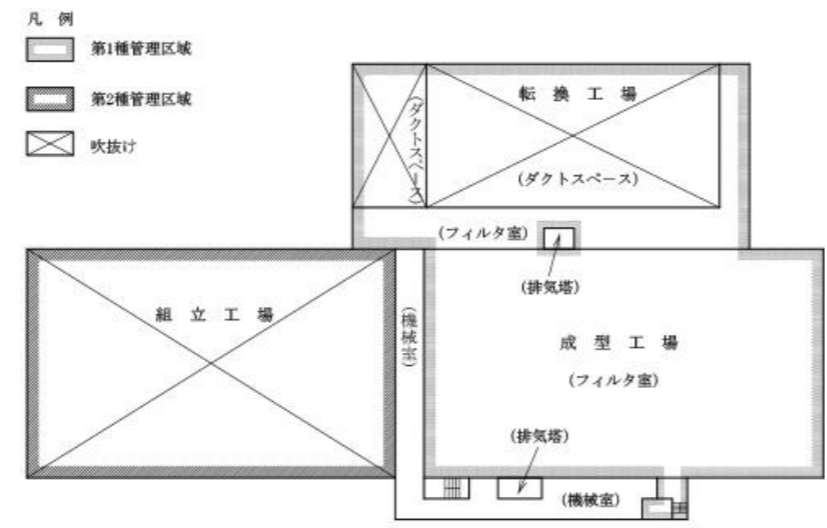 凡 例
第1種管理区域
第2種管理区域
吹抜け
転 換 工 場
(ダクトスペース)
(ダクトスペース)
(フィルタ室)
(排気塔)
組 立 工 場
(機械室)
成 型 工 場
(フィルタ室)
(排気塔)
(機械室)